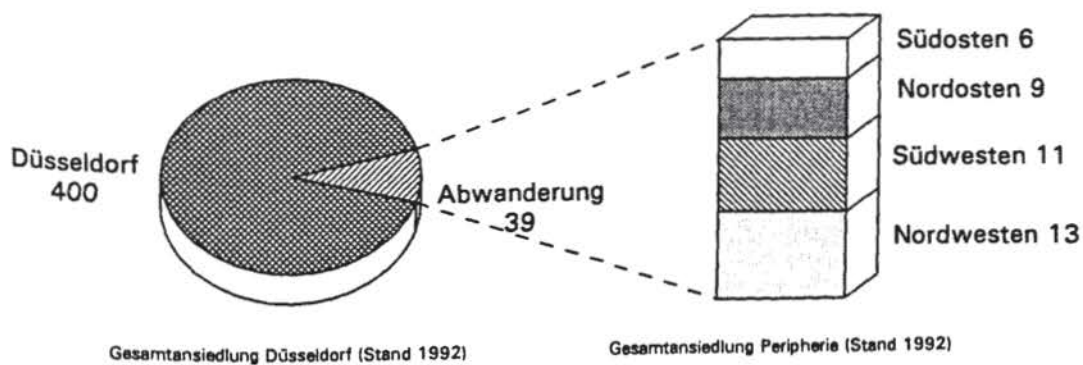 Düsseldorf
400
Abwanderung
39
Südosten 6
Nordosten 9
Südwesten 11
Nordwesten 13
Gesamtansiedlung Düsseldorf (Stand 1992)
Gesamtansiedlung Peripherie (Stand 1992)